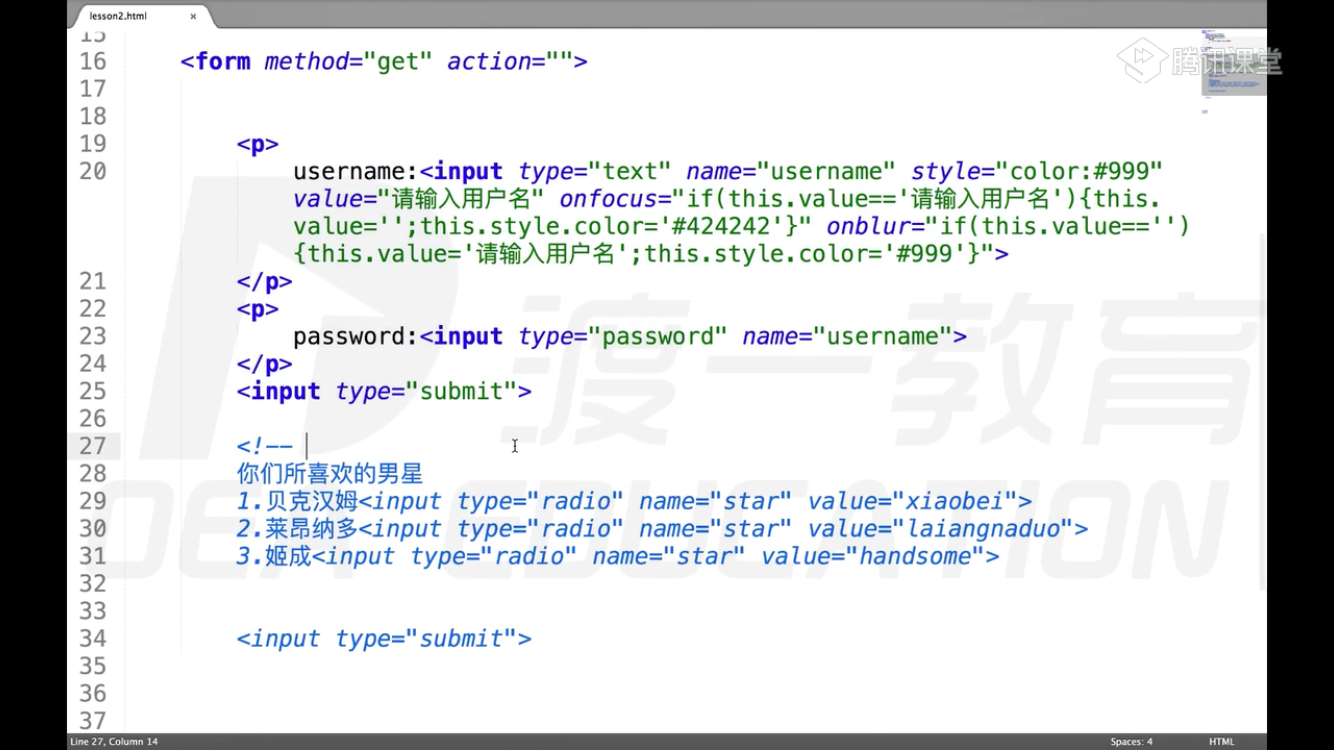 lesson2.html ×
15
16 <form method="get" action="">
腾讯课堂
17
18
19 <p>
20 username:<input type="text" name="username" style="color:#999"
value="请输入用户名" onfocus="if(this.value=='请输入用户名'){this.
value='';this.style.color='#424242'}" onblur="if(this.value=='')
{this.value='请输入用户名';this.style.color='#999'}">
21 </p>
22 <p>
23 password:<input type="password" name="username">
24 </p>
25 <input type="submit">
渡一教育
26
27 <!--
28 你们所喜欢的男星
29 1.贝克汉姆<input type="radio" name="star" value="xiaobei">
30 2.莱昂纳多<input type="radio" name="star" value="laiangnaduo">
31 3.姬成<input type="radio" name="star" value="handsome">
EDUCATION
32
33
34 <input type="submit">
35
36
37
Line 27, Column 14 Spaces: 4 HTML